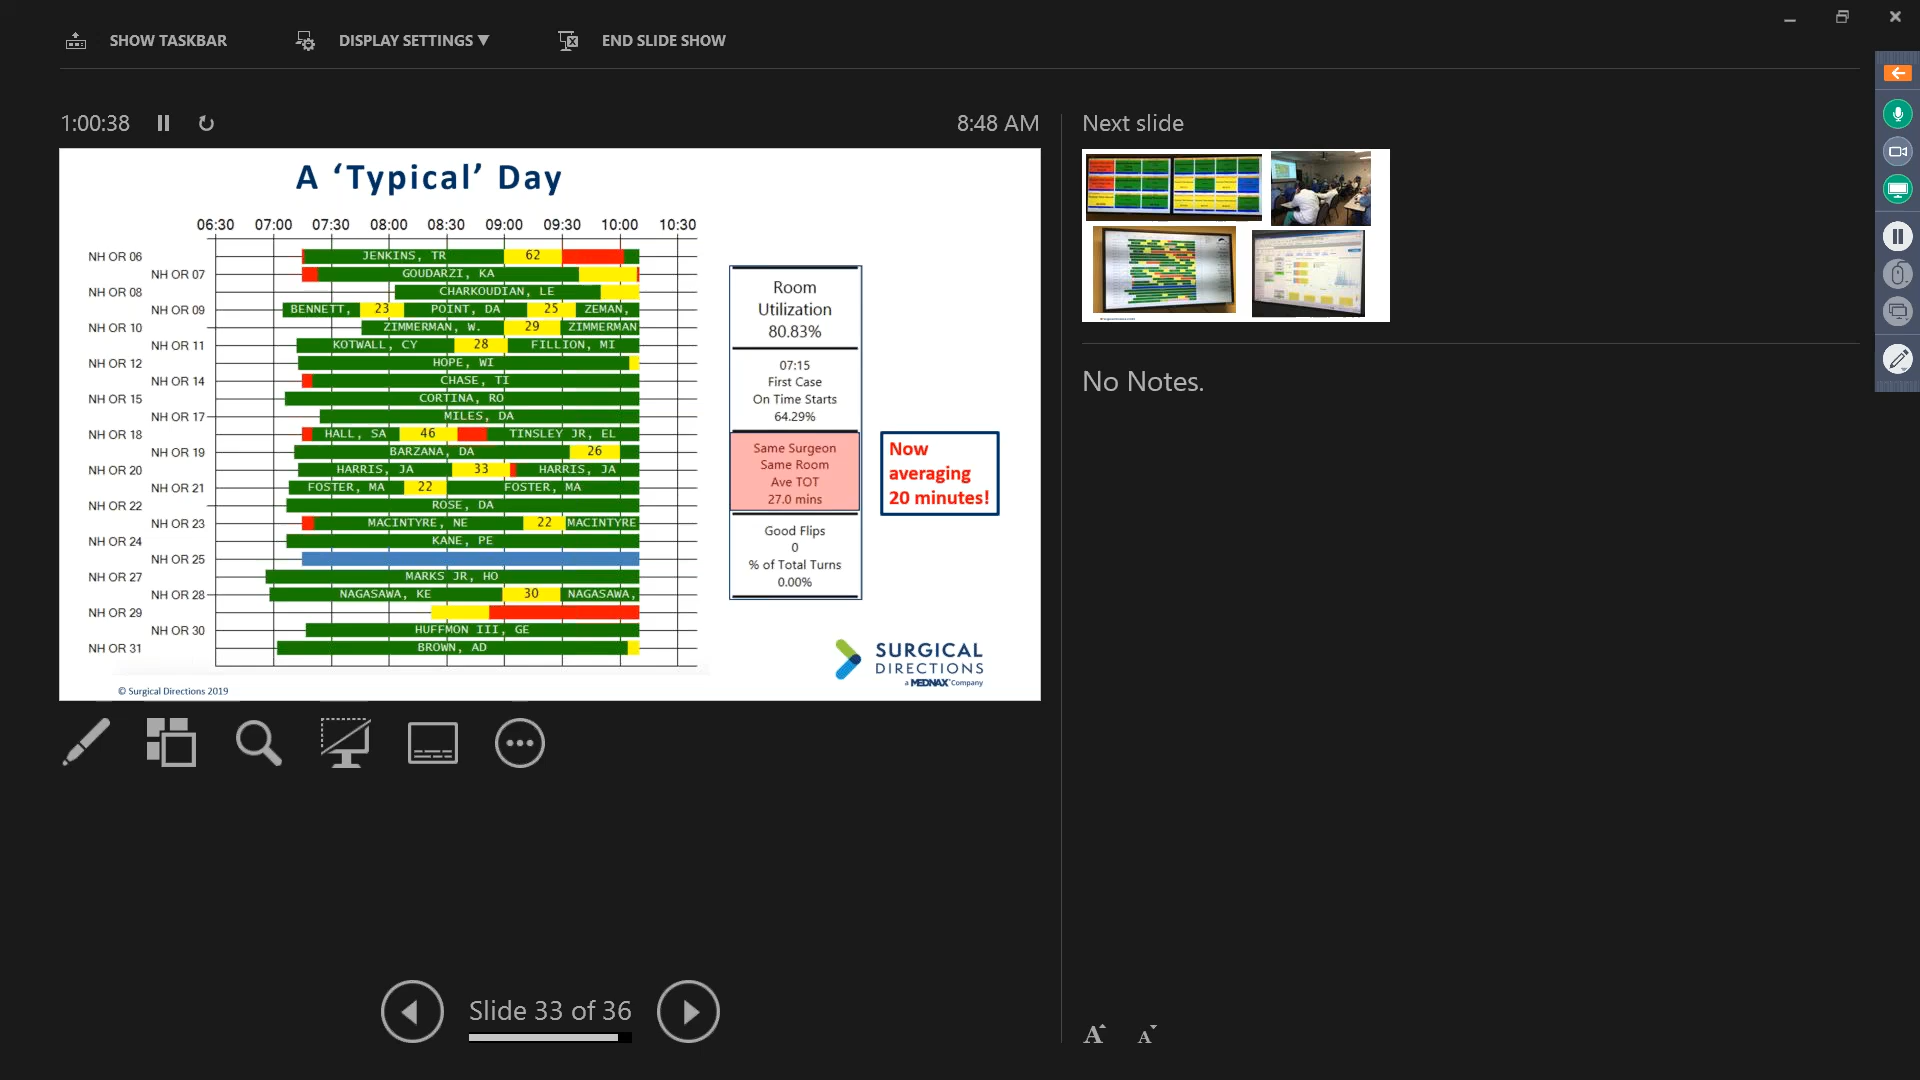 SHOW TASKBAR
DISPLAY SETTINGS ▼
END SLIDE SHOW
1:00:38
8:48 AM
Next slide
A ‘Typical’ Day
06:30 07:00 07:30 08:00 08:30 09:00 09:30 10:00 10:30
NH OR 06 JENKINS, TR 62
NH OR 07 GOUDARZI, KA
NH OR 08 CHARKOUDIAN, LE
NH OR 09 BENNETT, 23 POINT, DA 25 ZEMAN,
NH OR 10 ZIMMERMAN, W. 29 ZIMMERMAN
NH OR 11 KOTWALL, CY 28 FILLION, MI
NH OR 12 HOPE, WI
NH OR 14 CHASE, TI
NH OR 15 CORTINA, RO
NH OR 17 MILES, DA
NH OR 18 HALL, SA 46 TINSLEY JR, EL
NH OR 19 BARZANA, DA 26
NH OR 20 HARRIS, JA 33 HARRIS, JA
NH OR 21 FOSTER, MA 22 FOSTER, MA
NH OR 22 ROSE, DA
NH OR 23 MACINTYRE, NE 22 MACINTYRE
NH OR 24 KANE, PE
NH OR 25
NH OR 27 MARKS JR, HO
NH OR 28 NAGASAWA, KE 30 NAGASAWA,
NH OR 29
NH OR 30 HUFFMON III, GE
NH OR 31 BROWN, AD
Room
Utilization
80.83%
07:15
First Case
On Time Starts
64.29%
Same Surgeon
Same Room
Ave TOT
27.0 mins
Good Flips
0
% of Total Turns
0.00%
Now
averaging
20 minutes!
SURGICAL
DIRECTIONS
a MEDNAX Company
© Surgical Directions 2019
No Notes.
Slide 33 of 36
A A